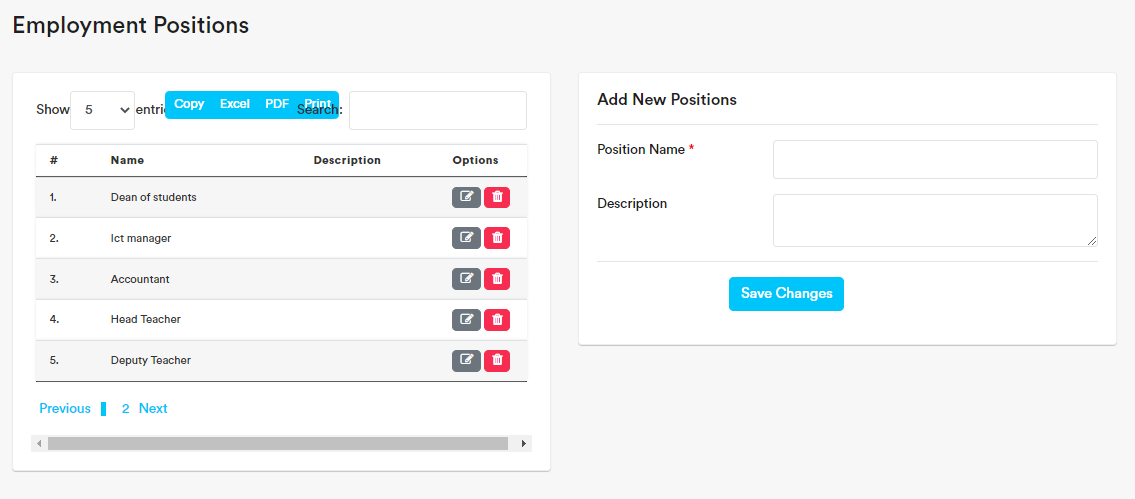 Employment Positions
Show 5 entri Copy Excel PDF Print Search:
# Name Description Options
1. Dean of students
2. Ict manager
3. Accountant
4. Head Teacher
5. Deputy Teacher
Previous 2 Next
Add New Positions
Position Name *
Description
Save Changes